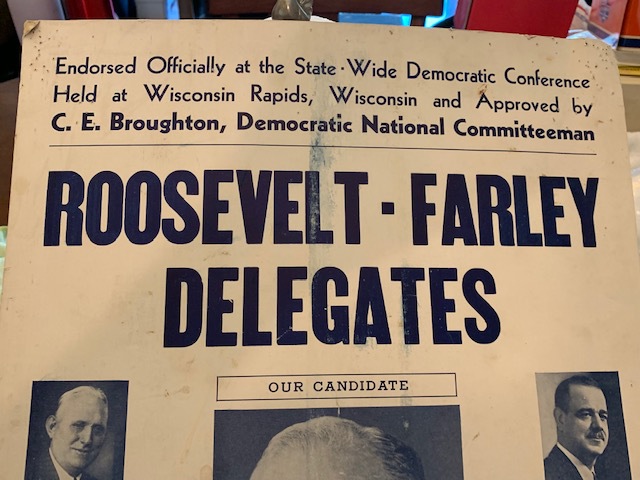 Endorsed Officially at the State-Wide Democratic Conference
Held at Wisconsin Rapids, Wisconsin and Approved by
C. E. Broughton, Democratic National Committeeman
ROOSEVELT · FARLEY
DELEGATES
OUR CANDIDATE